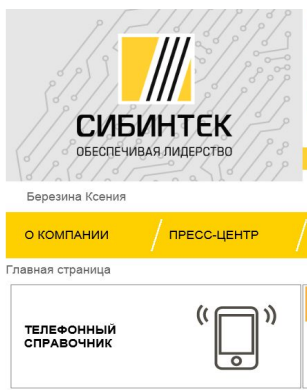 СИБИНТЕК
ОБЕСПЕЧИВАЯ ЛИДЕРСТВО
Березина Ксения
О КОМПАНИИ
ПРЕСС-ЦЕНТР
Главная страница
ТЕЛЕФОННЫЙ
СПРАВОЧНИК